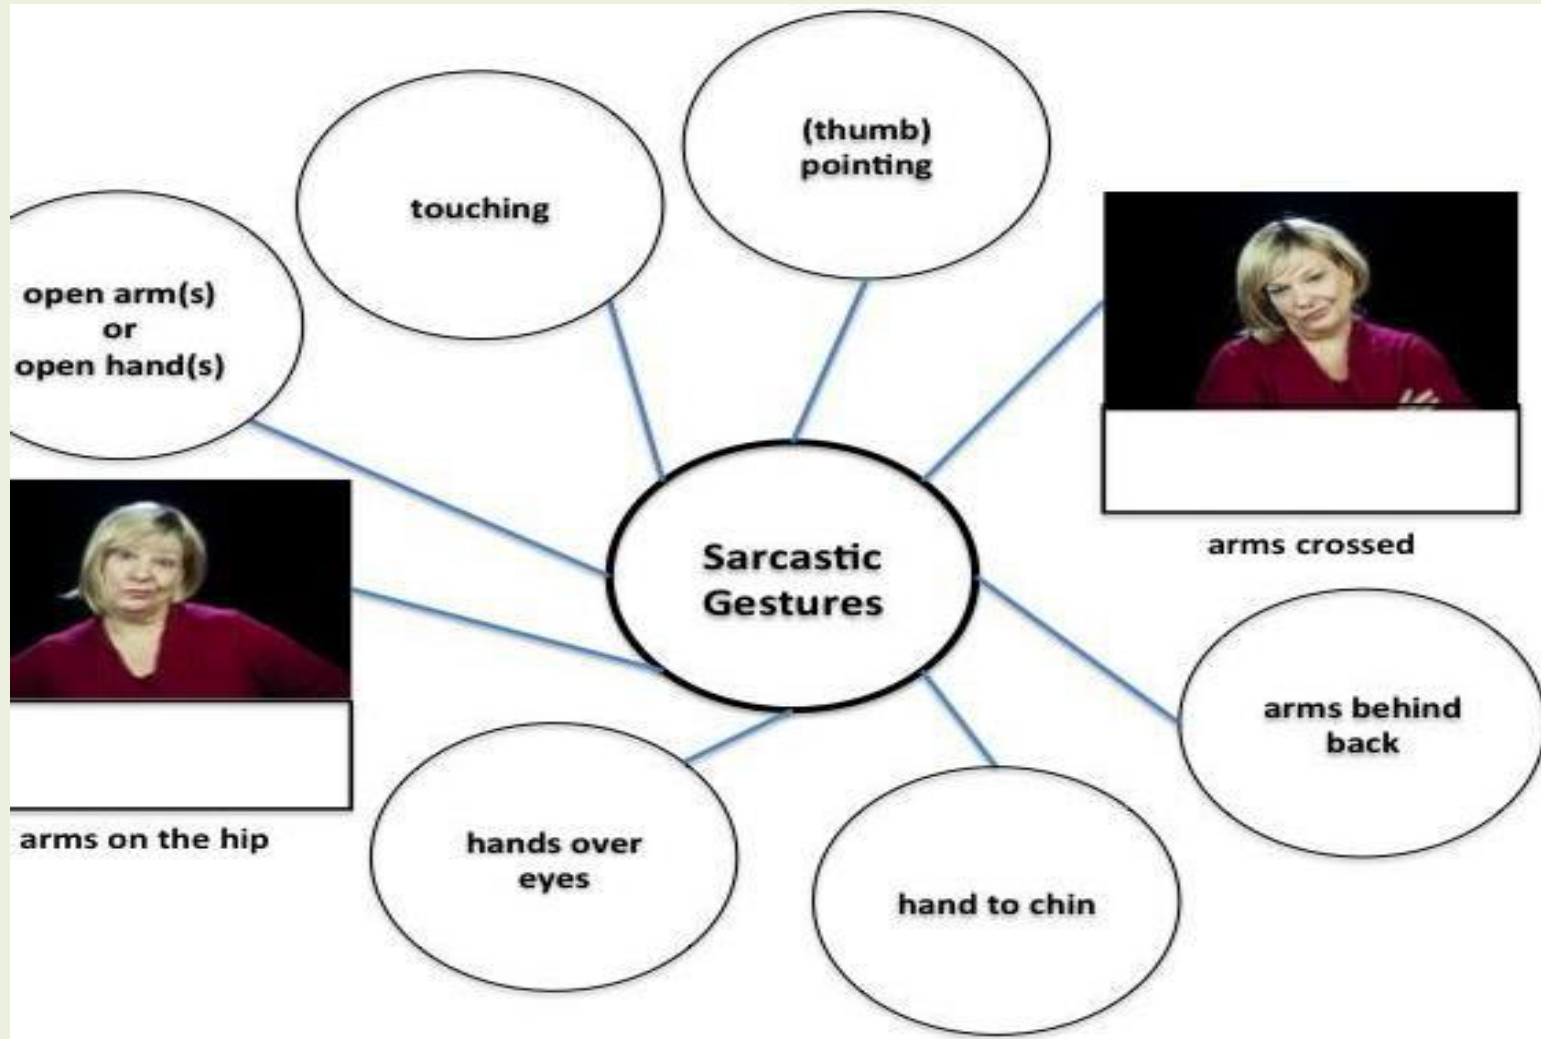 (thumb)
pointing
touching
open arm(s)
or
open hand(s)
Sarcastic
Gestures
arms crossed
arms behind
back
arms on the hip
hands over
eyes
hand to chin